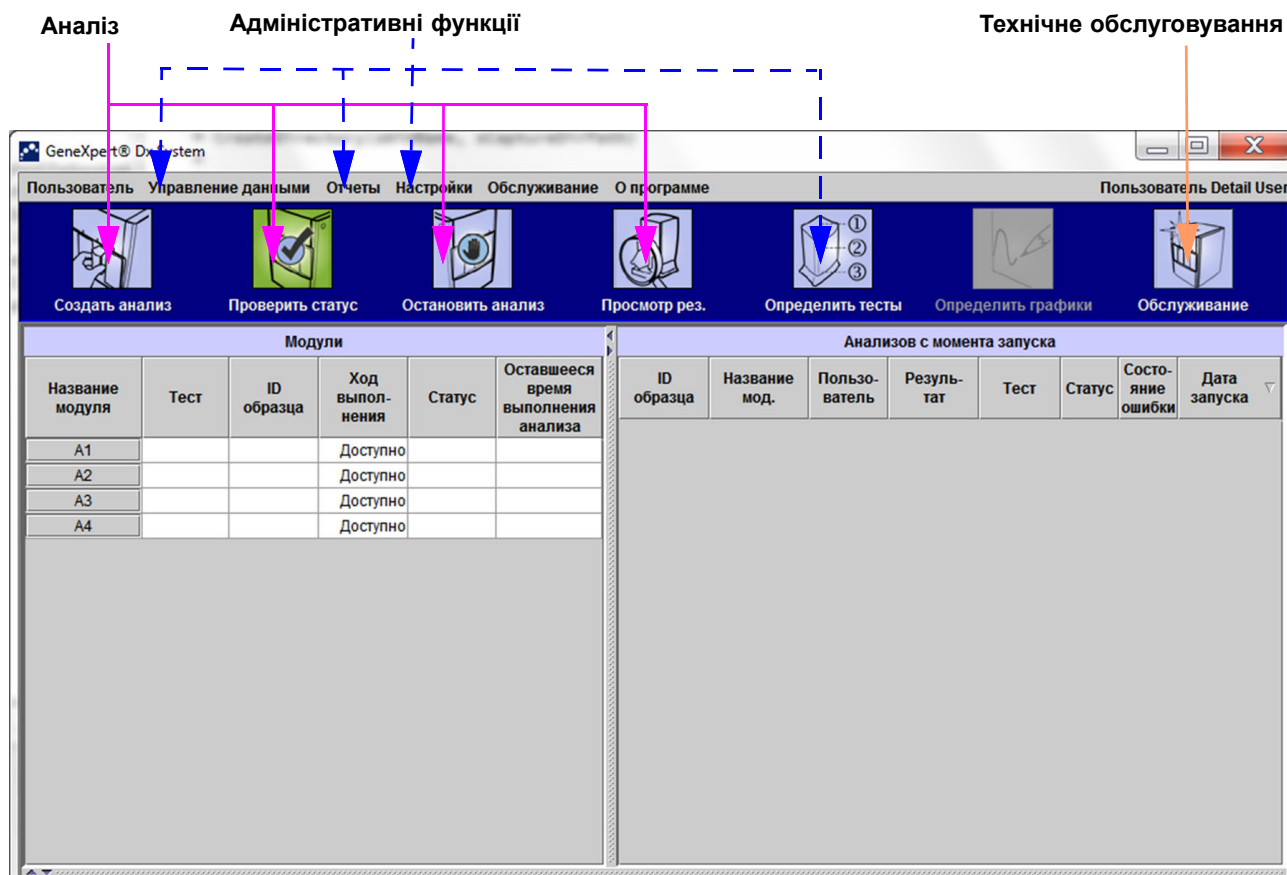 Аналіз
Адміністративні функції
Технічне обслуговування
GeneXpert® Dx System
Пользователь Управление данными Отчеты Настройки Обслуживание О программе
Пользователь Detail User
①
②
③
Создать анализ
Проверить статус
Остановить анализ
Просмотр рез.
Определить тесты
Определить графики
Обслуживание
Модули
Название
модуля
Тест
ID
образца
Ход
выпол-
нения
Статус
Оставшееся
время
выполнения
анализа
A1 Доступно
A2 Доступно
A3 Доступно
A4 Доступно
Анализов с момента запуска
ID
образца
Название
мод.
Пользо-
ватель
Резуль-
тат
Тест
Статус
Состо-
яние
ошибки
Дата
запуска